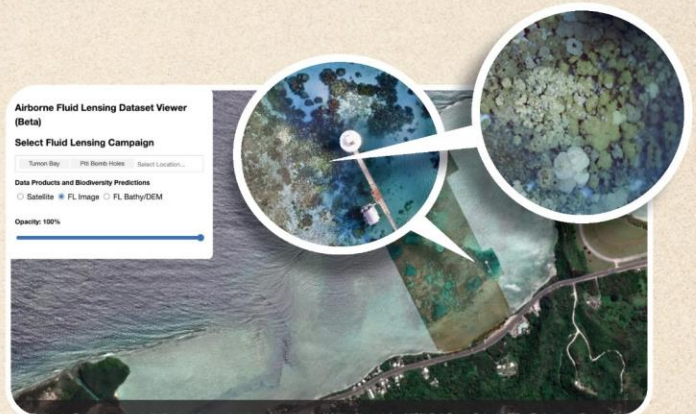 Airborne Fluid Lensing Dataset Viewer
(Beta)
Select Fluid Lensing Campaign
Tumon Bay Piti Bomb Holes Select Location...
Data Products and Biodiversity Predictions
Satellite FL Image FL Bathy/DEM
Opacity: 100%